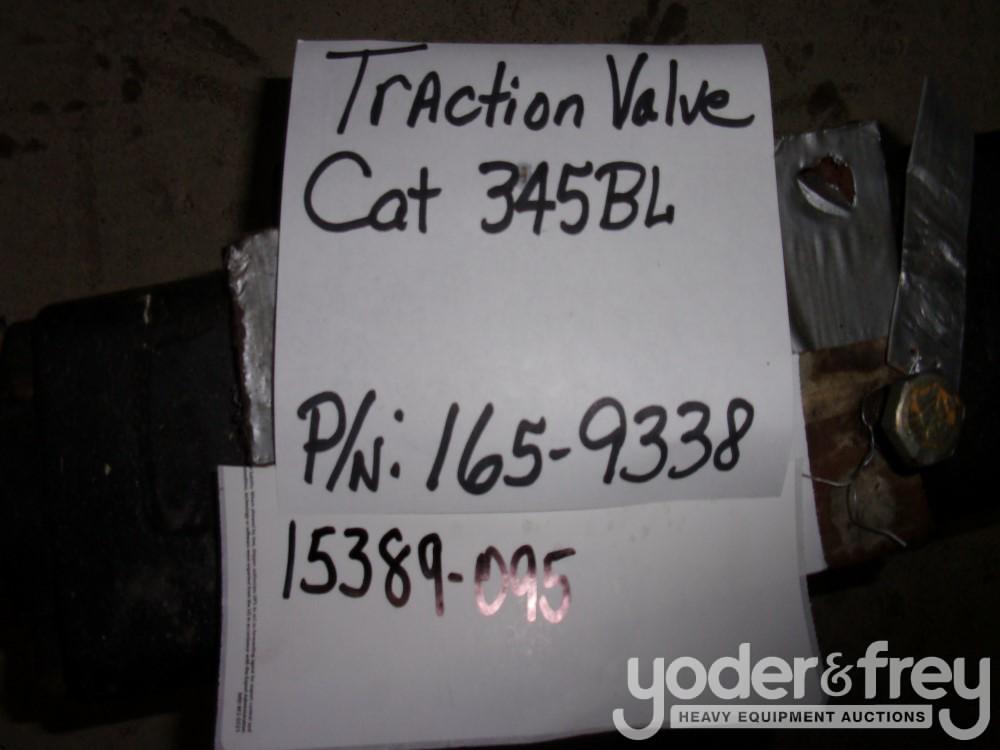 TrAction Valve
Cat 345BL
P/N: 165-9338
15389-095
yoder&frey
HEAVY EQUIPMENT AUCTIONS